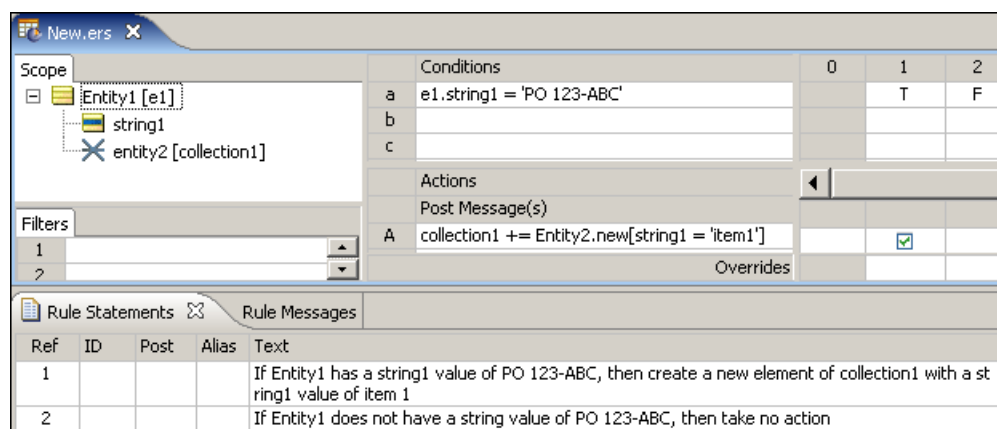 New.ers
Scope
Entity1 [e1]
string1
entity2 [collection1]
Filters
1
2
Conditions 0 1 2
a e1.string1 = 'PO 123-ABC' T F
b
c
Actions
Post Message(s)
A collection1 += Entity2.new[string1 = 'item1']
Overrides
Rule Statements Rule Messages
Ref ID Post Alias Text
1 If Entity1 has a string1 value of PO 123-ABC, then create a new element of collection1 with a st
ring1 value of item 1
2 If Entity1 does not have a string value of PO 123-ABC, then take no action